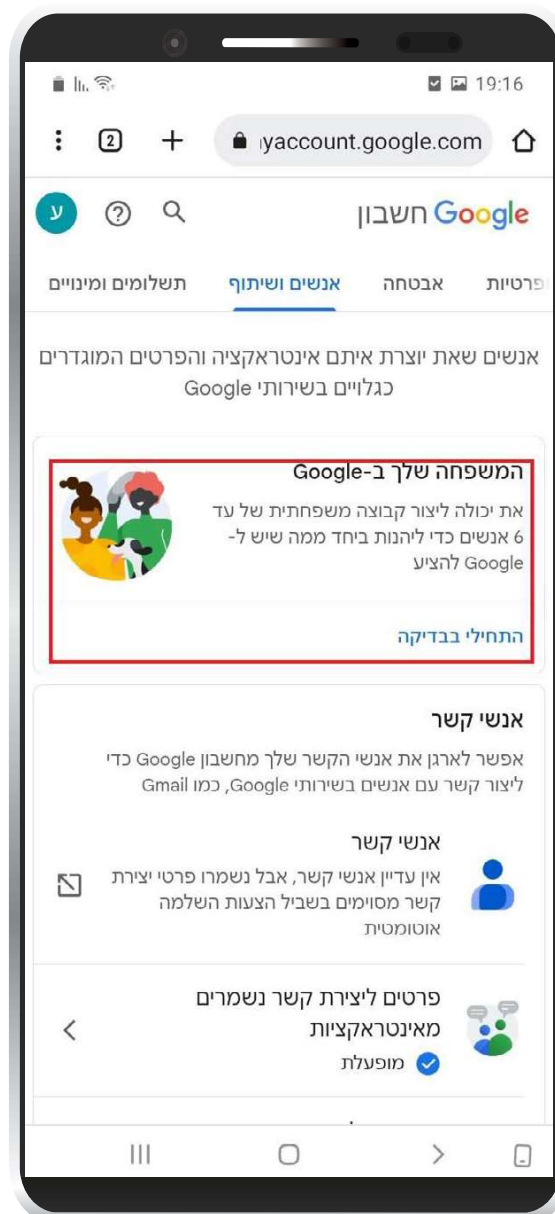 19:16
yaccount.google.com
2
חשבון Google
ע
פרטיות אבטחה אנשים ושיתוף תשלומים ומינויים
אנשים שאת יוצרת איתם אינטראקציה והפרטים המוגדרים
כגלויים בשירותי Google
המשפחה שלך ב-Google
את יכולה ליצור קבוצה משפחתית של עד
6 אנשים כדי ליהנות ביחד ממה שיש ל-
Google להציע
התחילי בבדיקה
אנשי קשר
אפשר לארגן את אנשי הקשר שלך מחשבון Google כדי
ליצור קשר עם אנשים בשירותי Google, כמו Gmail
אנשי קשר
אין עדיין אנשי קשר, אבל נשמרו פרטי יצירת
קשר מסוימים בשביל הצעות השלמה
אוטומטית
פרטים ליצירת קשר נשמרים
מאינטראקציות
מופעלת